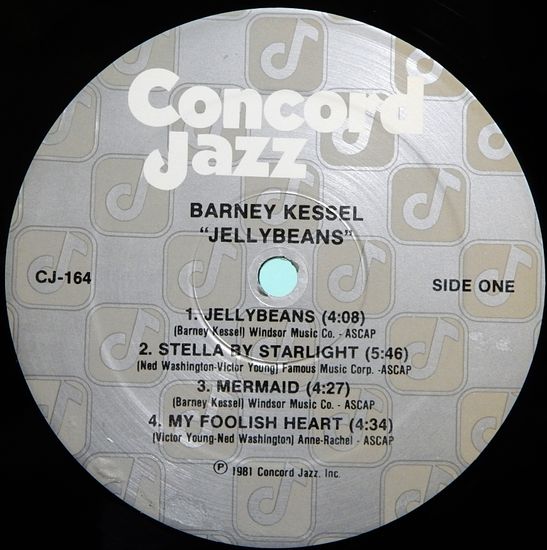 Concord
Jazz
BARNEY KESSEL
"JELLYBEANS"
CJ-164
SIDE ONE
1. JELLYBEANS (4:08)
(Barney Kessel) Windsor Music Co. - ASCAP
2. STELLA BY STARLIGHT (5:46)
(Ned Washington-Victor Young) Famous Music Corp. - ASCAP
3. MERMAID (4:27)
(Barney Kessel) Windsor Music Co. - ASCAP
4. MY FOOLISH HEART (4:34)
(Victor Young-Ned Washington) Anne-Rachel - ASCAP
Ⓟ 1981 Concord Jazz, Inc.